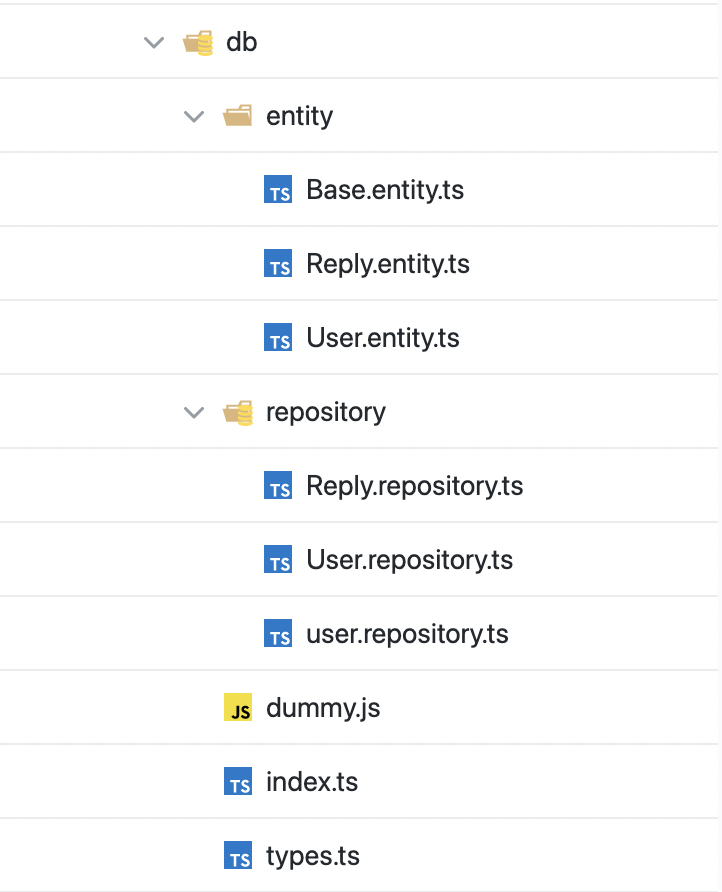 db
entity
TS Base.entity.ts
TS Reply.entity.ts
TS User.entity.ts
repository
TS Reply.repository.ts
TS User.repository.ts
TS user.repository.ts
JS dummy.js
TS index.ts
TS types.ts